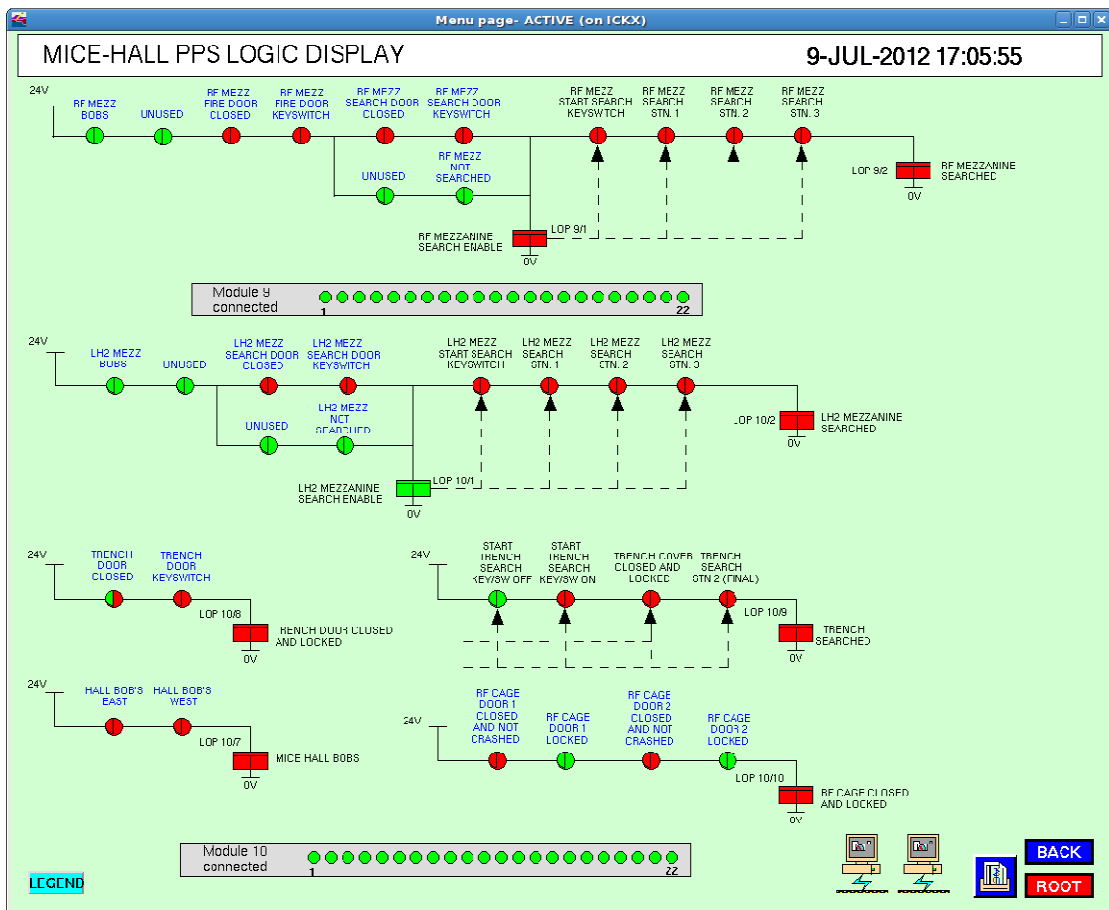 Menu page- ACTIVE (on ICKX)
MICE-HALL PPS LOGIC DISPLAY
9-JUL-2012 17:05:55
24V
RF MEZZ
BOBS
UNUSED
RF MEZZ
FIRE DOOR
CLOSED
RF MEZZ
FIRE DOOR
KEYSWITCH
RF MEZZ
SEARCH DOOR
CLOSED
RF MEZZ
SEARCH DOOR
KEYSWITCH
RF MEZZ
START SEARCH
KEYSWITCH
RF MEZZ
SEARCH
STN. 1
RF MEZZ
SEARCH
STN. 2
RF MEZZ
SEARCH
STN. 3
UNUSED
RF MEZZ
NOT
SEARCHED
LOP 9/2
RF MEZZANINE
SEARCHED
0V
RF MEZZANINE
SEARCH ENABLE
LOP 9/1
0V
Module 9
connected
1
22
24V
LH2 MEZZ
BOBS
UNUSED
LH2 MEZZ
SEARCH DOOR
CLOSED
LH2 MEZZ
SEARCH DOOR
KEYSWITCH
LH2 MEZZ
START SEARCH
KEYSWITCH
LH2 MEZZ
SEARCH
STN. 1
LH2 MEZZ
SEARCH
STN. 2
LH2 MEZZ
SEARCH
STN. 3
UNUSED
LH2 MEZZ
NOT
SEARCHED
LOP 10/2
LH2 MEZZANINE
SEARCHED
0V
LH2 MEZZANINE
SEARCH ENABLE
LOP 10/1
0V
24V
TRENCH
DOOR
CLOSED
TRENCH
DOOR
KEYSWITCH
LOP 10/8
TRENCH DOOR CLOSED
AND LOCKED
0V
24V
START
TRENCH
SEARCH
KEY/SW OFF
START
TRENCH
SEARCH
KEY/SW ON
TRENCH COVER
CLOSED AND
LOCKED
TRENCH
SEARCH
STN 2 (FINAL)
LOP 10/9
TRENCH
SEARCHED
0V
24V
HALL BOB'S
EAST
HALL BOB'S
WEST
LOP 10/7
MICE HALL BOBS
0V
24V
RF CAGE
DOOR 1
CLOSED
AND NOT
CRASHED
RF CAGE
DOOR 1
LOCKED
RF CAGE
DOOR 2
CLOSED
AND NOT
CRASHED
RF CAGE
DOOR 2
LOCKED
LOP 10/10
RF CAGE CLOSED
AND LOCKED
0V
Module 10
connected
1
22
LEGEND
BACK
ROOT